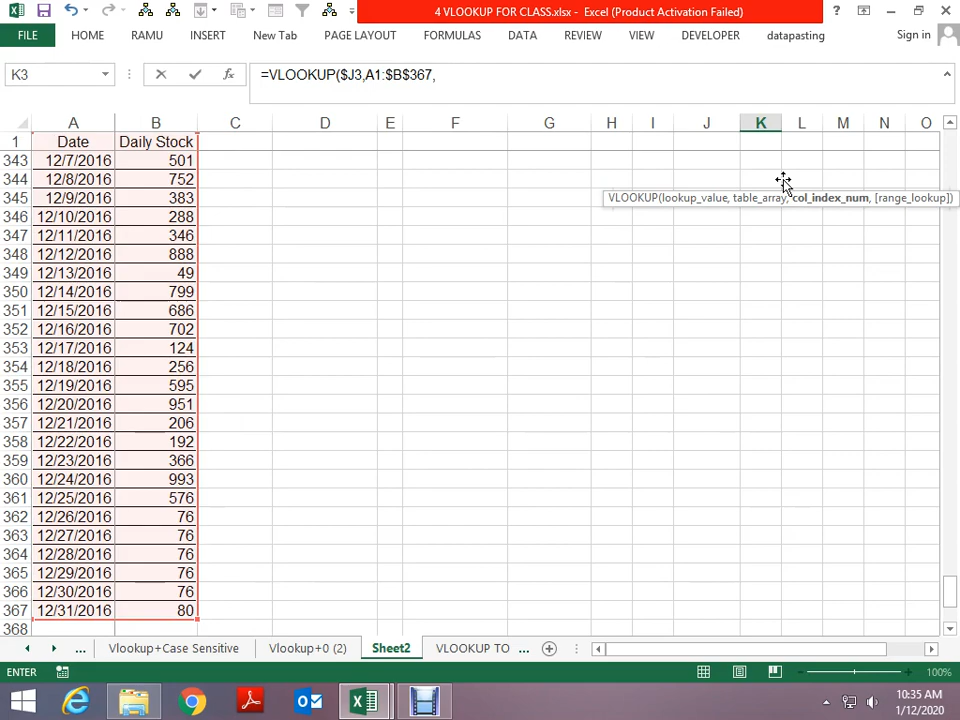 4 VLOOKUP FOR CLASS.xlsx - Excel (Product Activation Failed)
FILE HOME RAMU INSERT New Tab PAGE LAYOUT FORMULAS DATA REVIEW VIEW DEVELOPER datapasting Sign in
K3 fx =VLOOKUP($J3,A1:$B$367,
A B C D E F G H I J K L M N O
1 Date Daily Stock
343 12/7/2016 501
344 12/8/2016 752
VLOOKUP(lookup_value, table_array, col_index_num, [range_lookup])
345 12/9/2016 383
346 12/10/2016 288
347 12/11/2016 346
348 12/12/2016 888
349 12/13/2016 49
350 12/14/2016 799
351 12/15/2016 686
352 12/16/2016 702
353 12/17/2016 124
354 12/18/2016 256
355 12/19/2016 595
356 12/20/2016 951
357 12/21/2016 206
358 12/22/2016 192
359 12/23/2016 366
360 12/24/2016 993
361 12/25/2016 576
362 12/26/2016 76
363 12/27/2016 76
364 12/28/2016 76
365 12/29/2016 76
366 12/30/2016 76
367 12/31/2016 80
368
... Vlookup+Case Sensitive Vlookup+0 (2) Sheet2 VLOOKUP TO ...
ENTER 100%
10:35 AM
1/12/2020